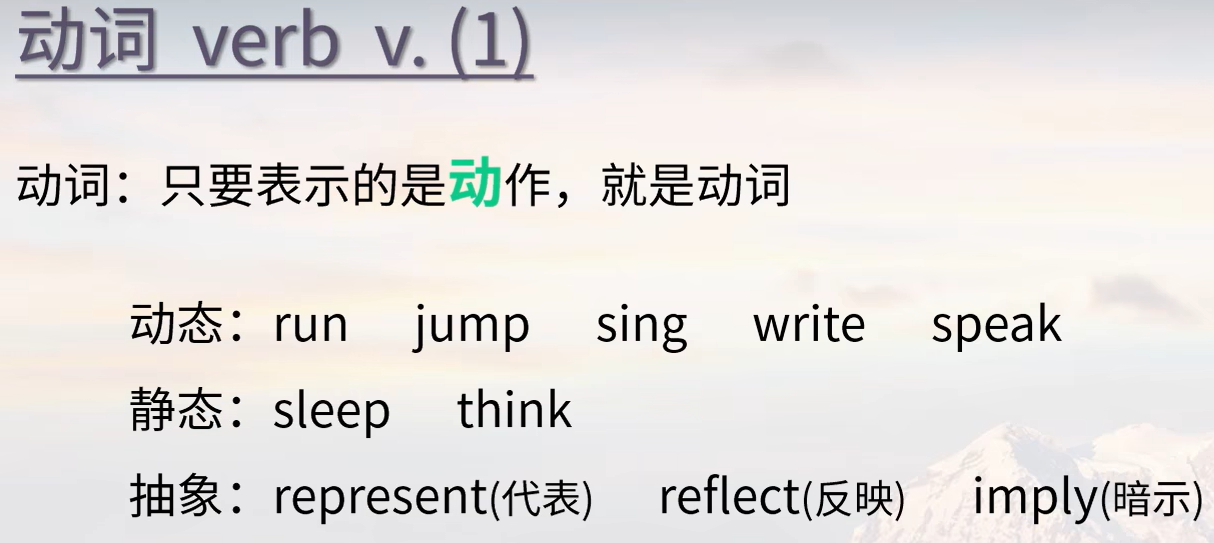 动词 verb v. (1)
动词：只要表示的是动作，就是动词
动态：run jump sing write speak
静态：sleep think
抽象：represent(代表) reflect(反映) imply(暗示)